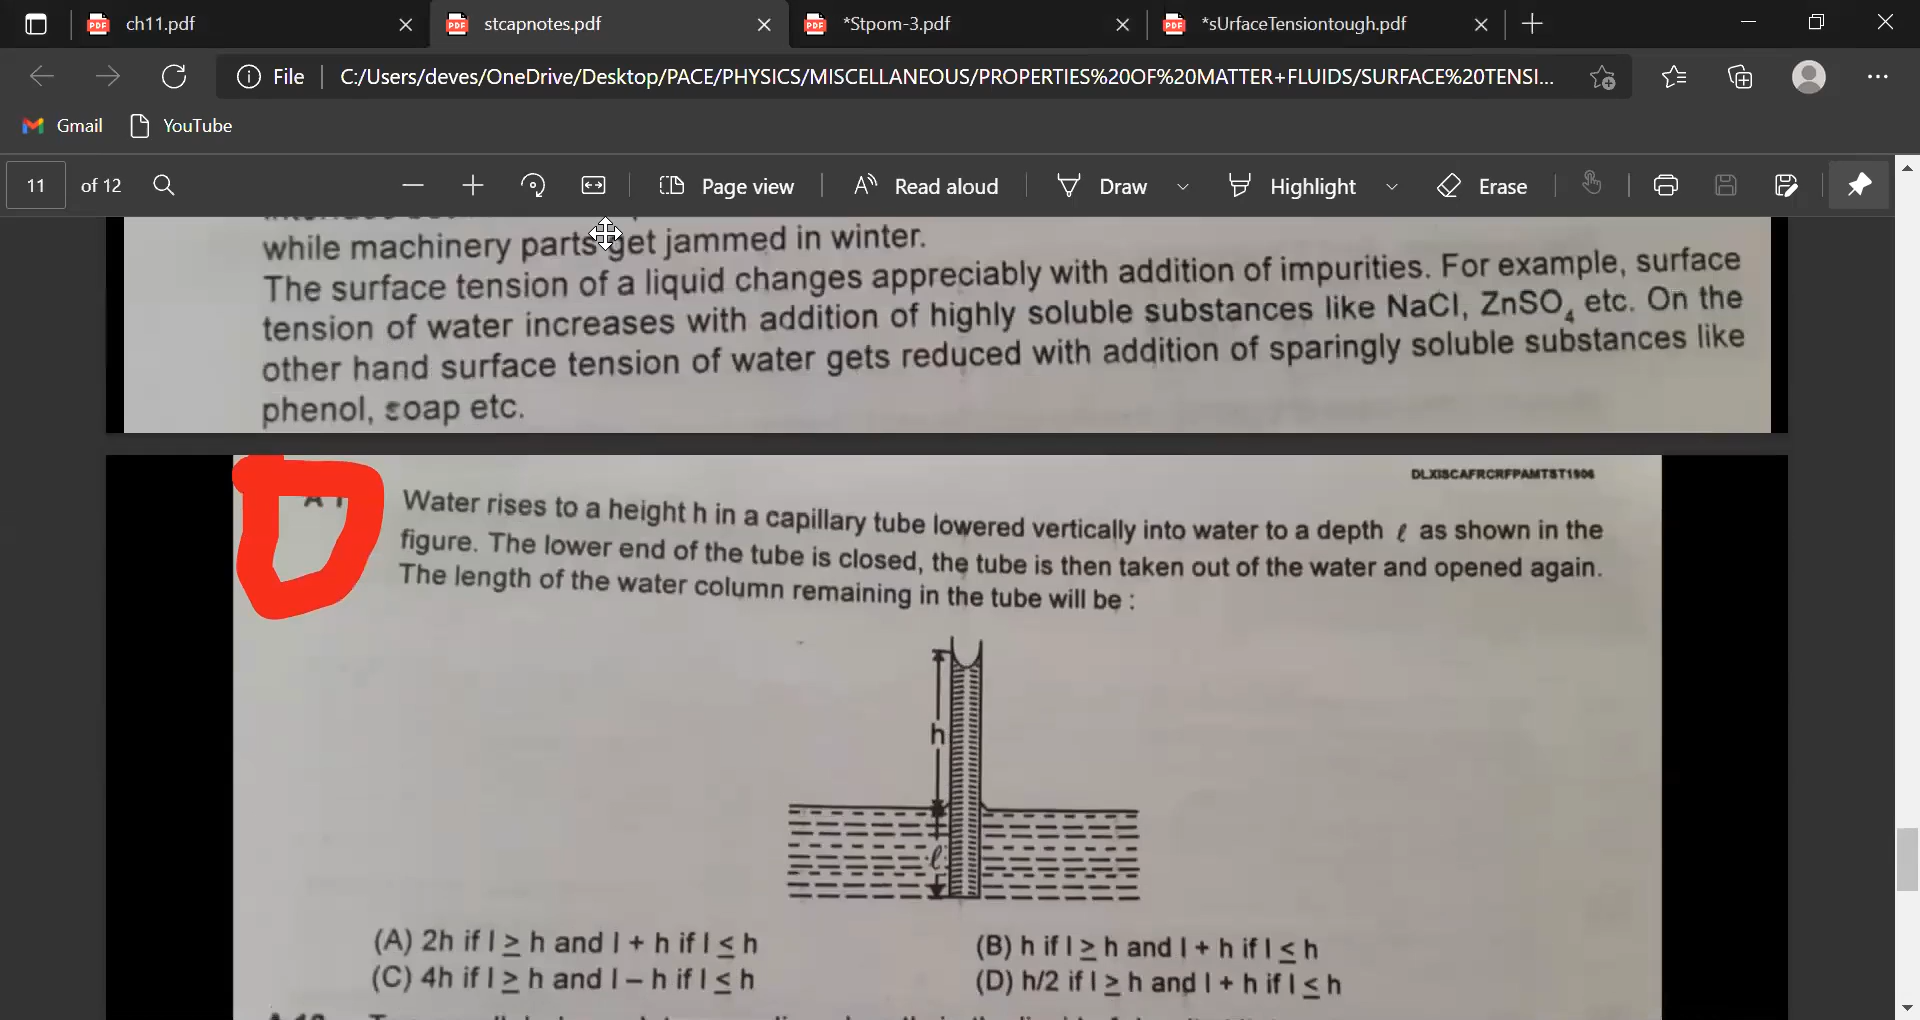 ch11.pdf
stcapnotes.pdf
*Stpom-3.pdf
*sUrfaceTensiontough.pdf
File
C:/Users/deves/OneDrive/Desktop/PACE/PHYSICS/MISCELLANEOUS/PROPERTIES%20OF%20MATTER+FLUIDS/SURFACE%20TENSI...
Gmail
YouTube
11
of 12
Page view
Read aloud
Draw
Highlight
Erase
while machinery parts get jammed in winter.
The surface tension of a liquid changes appreciably with addition of impurities. For example, surface
tension of water increases with addition of highly soluble substances like NaCl, ZnSO₄ etc. On the
other hand surface tension of water gets reduced with addition of sparingly soluble substances like
phenol, soap etc.
DLXISCAFRCRFPAMTST1906
Water rises to a height h in a capillary tube lowered vertically into water to a depth ℓ as shown in the
figure. The lower end of the tube is closed, the tube is then taken out of the water and opened again.
The length of the water column remaining in the tube will be :
h
ℓ
(A) 2h if l ≥ h and l + h if l ≤ h
(B) h if l ≥ h and l + h if l ≤ h
(C) 4h if l ≥ h and l – h if l ≤ h
(D) h/2 if l ≥ h and l + h if l ≤ h